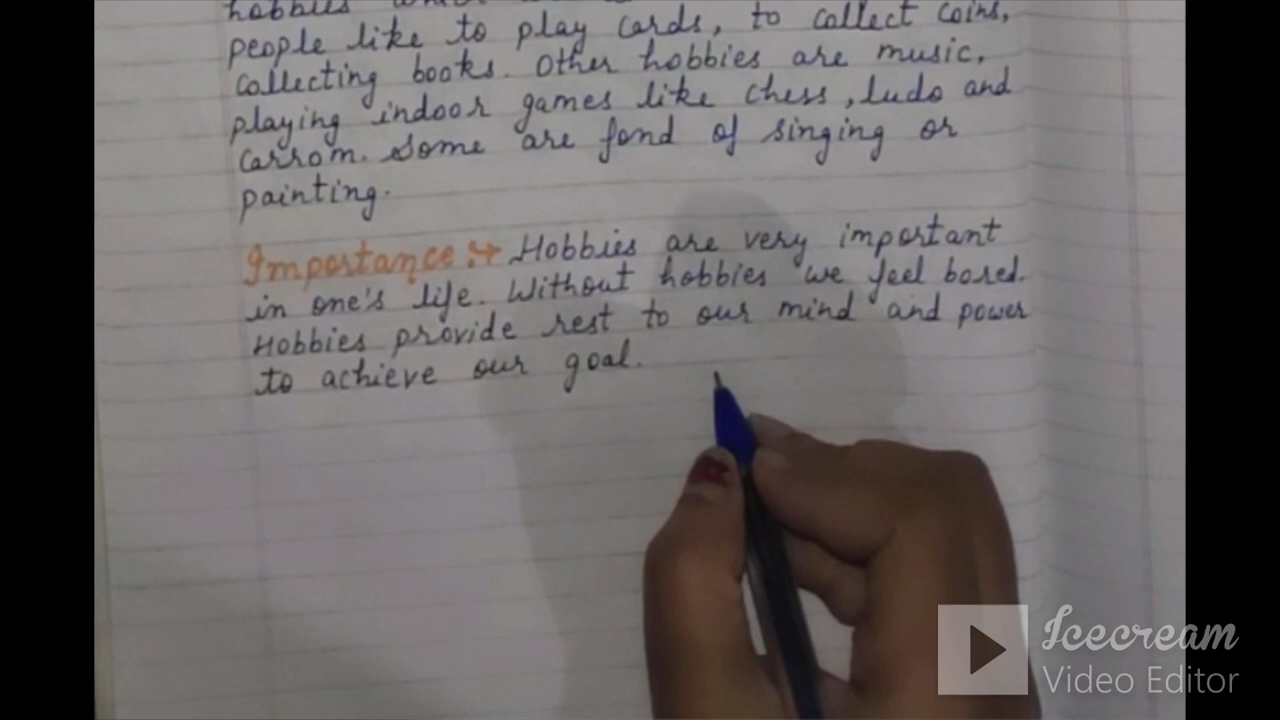 hobbies
people like to play cards, to collect coins,
collecting books. Other hobbies are music,
playing indoor games like chess, ludo and
carrom. Some are fond of singing or
painting.
Importance :→ Hobbies are very important
in one's life. Without hobbies we feel bored.
Hobbies provide rest to our mind and power
to achieve our goal.
Icecream
Video Editor